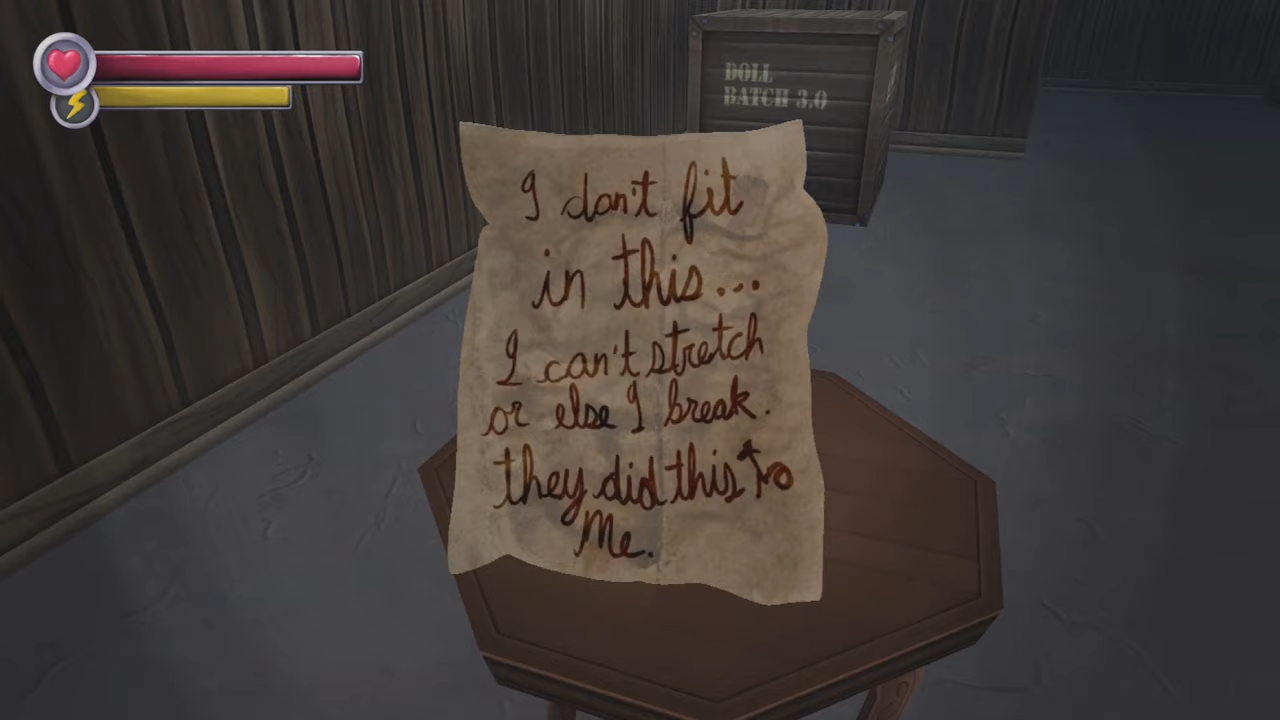 DOLL
BATCH 3.0
I don't fit
in this...
I can't stretch
or else I break.
they did this to
Me.